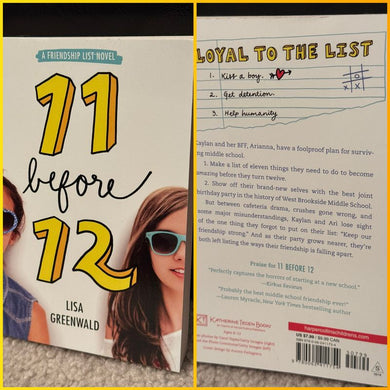 A FRIENDSHIP LIST NOVEL
11
before
12
LISA
GREENWALD
LOYAL TO THE LIST
1. Kiss a boy.
2. Get detention.
3. Help humanity
O
X X
Kaylan and her BFF, Arianna, have a foolproof plan for surviv-
ing middle school.
1. Make a list of eleven things they need to do to become
amazing before they turn twelve.
2. Show off their brand-new selves with the best joint
birthday party in the history of West Brookside Middle School.
But between cafeteria drama, crushes gone wrong, and
some major misunderstandings, Kaylan and Ari lose sight
of the one thing they forgot to put on their list: "Keep our
friendship strong." And as their party grows nearer, they're
both left listing the ways their friendship is falling apart.
Praise for 11 BEFORE 12
"Perfectly captures the horrors of starting at a new school."
—Kirkus Reviews
"Probably the best middle school friendship ever!"
—Lauren Myracle, New York Times
KT
KATHERINE TEGEN BOOKS
Ages 8–12
harpercollinschildrens.com